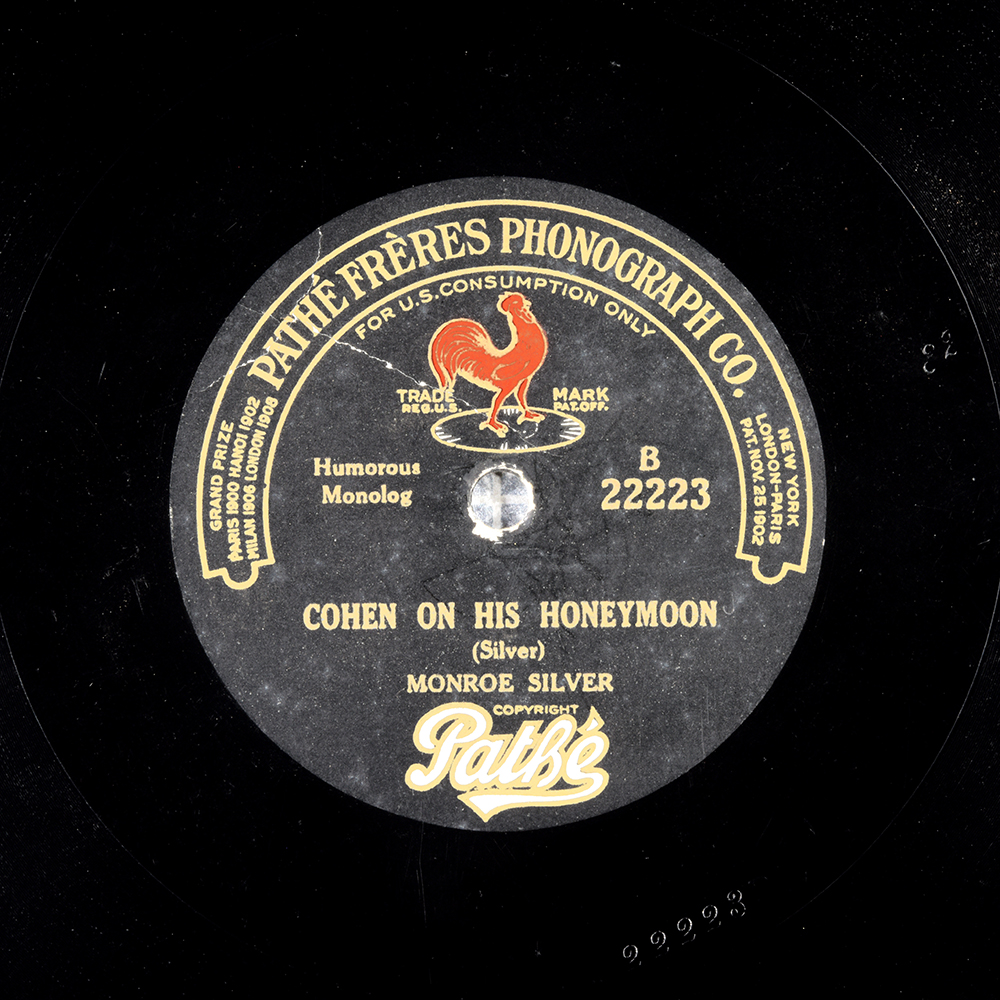 PATHÉ FRÈRES PHONOGRAPH CO.
FOR U.S. CONSUMPTION ONLY
GRAND PRIZE
PARIS 1900 HANOI 1902
MILAN 1906 LONDON 1908
NEW YORK
LONDON-PARIS
PAT. NOV. 25 1902
TRADE MARK
REG. U.S. PAT. OFF.
Humorous
Monolog
B
22223
COHEN ON HIS HONEYMOON
(Silver)
MONROE SILVER
COPYRIGHT
Pathé
22223